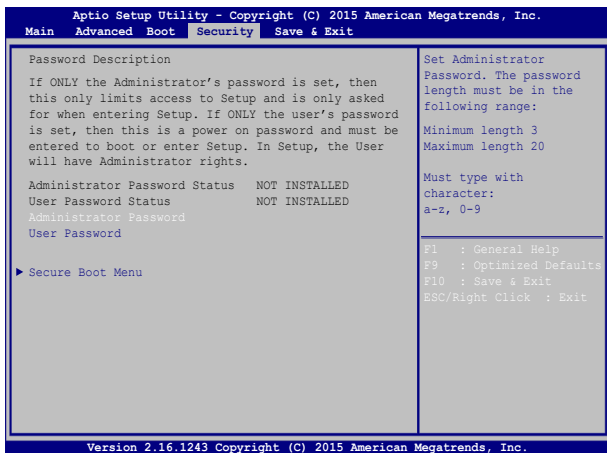 Aptio Setup Utility - Copyright (C) 2015 American Megatrends, Inc.
Main Advanced Boot Security Save & Exit
Password Description
If ONLY the Administrator's password is set, then
this only limits access to Setup and is only asked
for when entering Setup. If ONLY the user's password
is set, then this is a power on password and must be
entered to boot or enter Setup. In Setup, the User
will have Administrator rights.
Administrator Password Status NOT INSTALLED
User Password Status NOT INSTALLED
Administrator Password
User Password
Secure Boot Menu
Set Administrator
Password. The password
length must be in the
following range:
Minimum length 3
Maximum length 20
Must type with
character:
a-z, 0-9
F1 : General Help
F9 : Optimized Defaults
F10 : Save & Exit
ESC/Right Click : Exit
Version 2.16.1243 Copyright (C) 2015 American Megatrends, Inc.